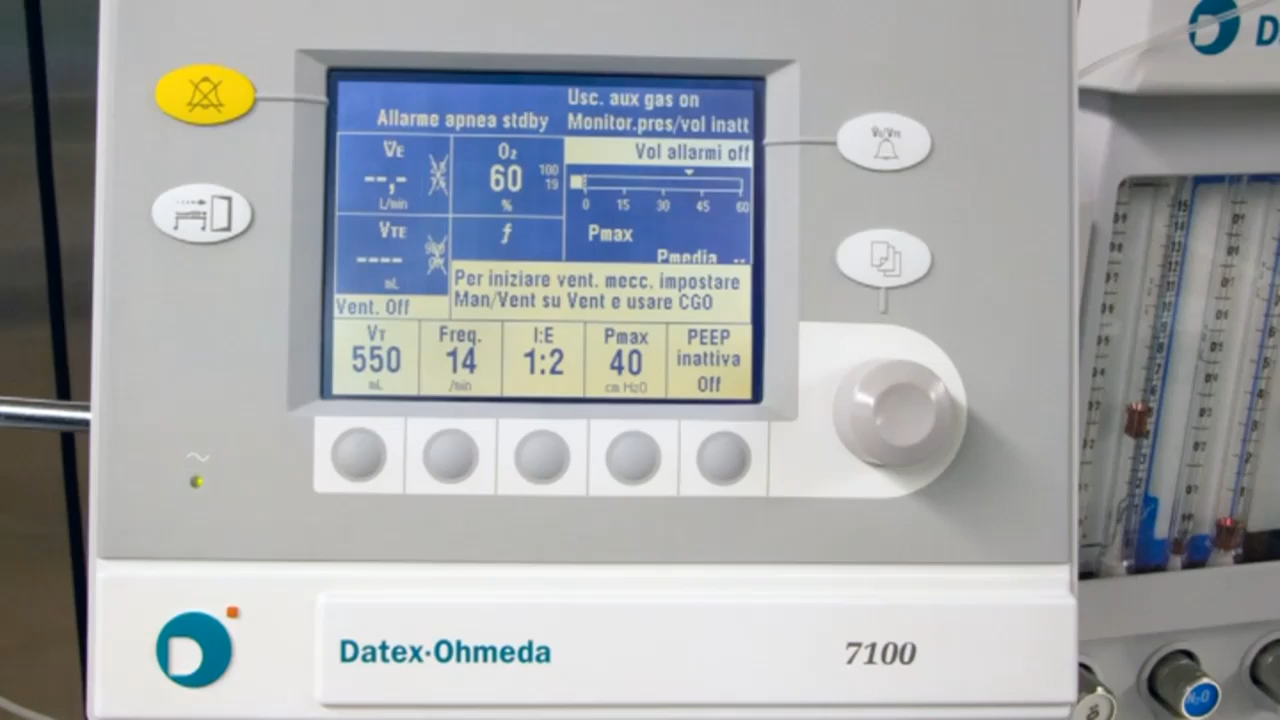 Usc. aux gas on
Allarme apnea stdby Monitor.pres/vol inatt
V̇E O₂ Vol allarmi off
--,- 60 100
19
L/min %
0 15 30 45 60
VTE f Pmax
---- Pmedia --
mL
Per iniziare vent. mecc. impostare
Man/Vent su Vent e usare CGO
Vent. Off
VT Freq. I:E Pmax PEEP
550 14 1:2 40 inattiva
mL /min cm H2O Off
Datex-Ohmeda 7100
D
N₂O